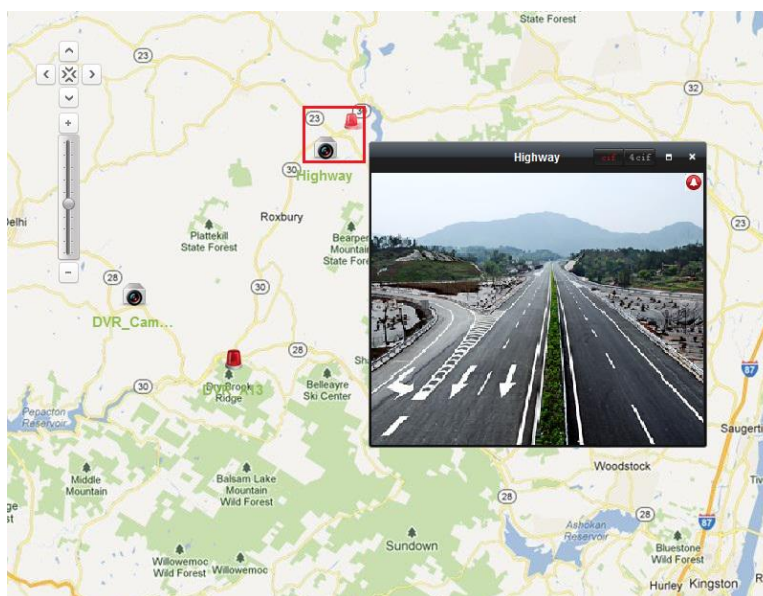 State Forest
23
32
23
30
30
Highway
Highway
cif
4cif
23
Delhi
Roxbury
Plattekill
State Forest
Bearpen
Mountain
State Fore
28
30
DVR_Cam...
28
30
Dry Brook
Ridge
Belleayre
Ski Center
87
Pepacton
Reservoir
Saugerti
Woodstock
Middle
Mountain
Balsam Lake
Mountain
Wild Forest
28
87
Ashokan
Reservoir
28
Sundown
Bluestone
Wild Forest
Willowemoc
Wild Forest
Willowemoc
Hurley
Kingston